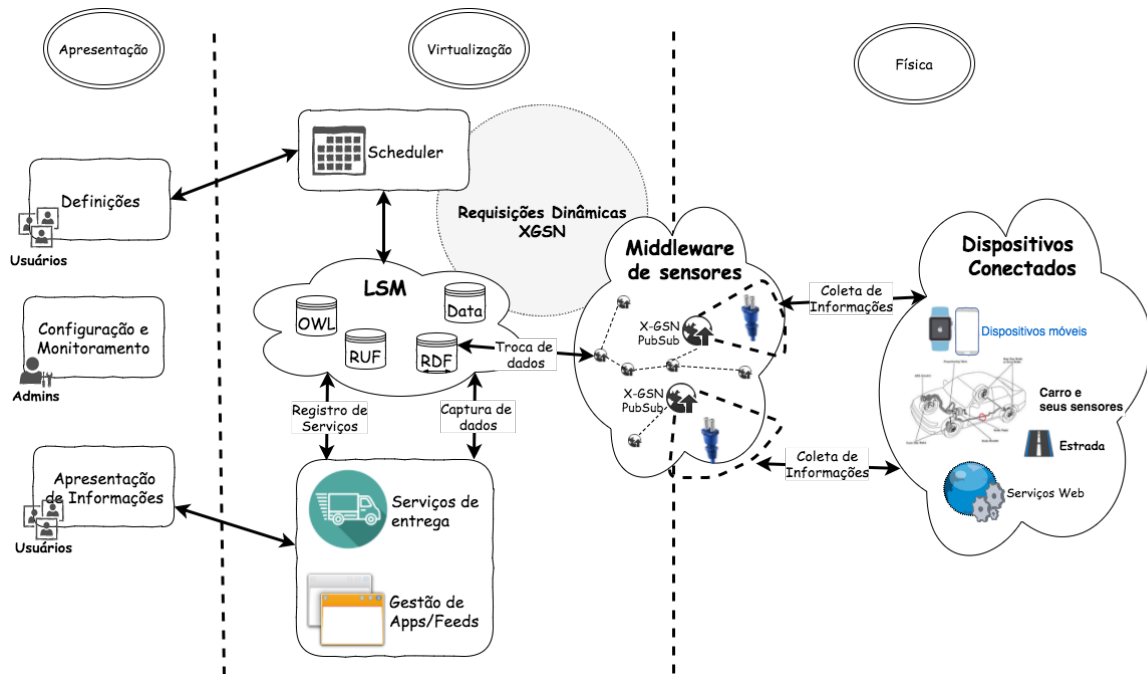 Apresentação
Virtualização
Física
Definições
Usuários
Configuração e
Monitoramento
Admins
Apresentação
de Informações
Usuários
Scheduler
Requisições Dinâmicas
XGSN
LSM
OWL
Data
RUF
RDF
Troca de
dados
Registro de
Serviços
Captura de
dados
Serviços de
entrega
Gestão de
Apps/Feeds
Middleware
de sensores
X-GSN
PubSub
X-GSN
PubSub
Coleta de
Informações
Coleta de
Informações
Dispositivos
Conectados
Dispositivos móveis
Carro e
seus sensores
Estrada
Serviços Web